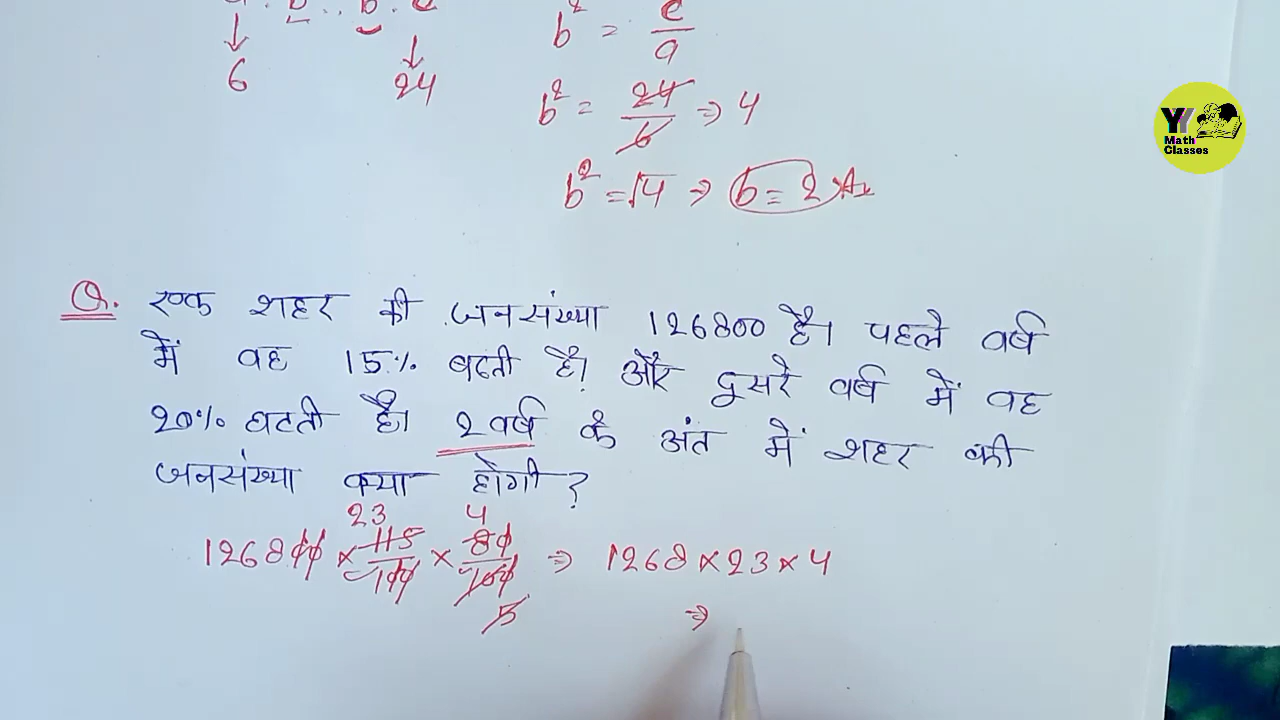 6 24
b² = c/a
b² = 24/6 ⇒ 4
b² = √4 ⇒ b = 2 Ans
YY
Math
Classes
Q. एक शहर की जनसंख्या 126800 है। पहले वर्ष
में वह 15% बढती है। और दुसरे वर्ष में वह
20% घटती है। 2 वर्ष के अंत में शहर की
जनसंख्या क्या होगी?
23 4
126800 × 115/100 × 80/100 ⇒ 1268 × 23 × 4
5 ⇒